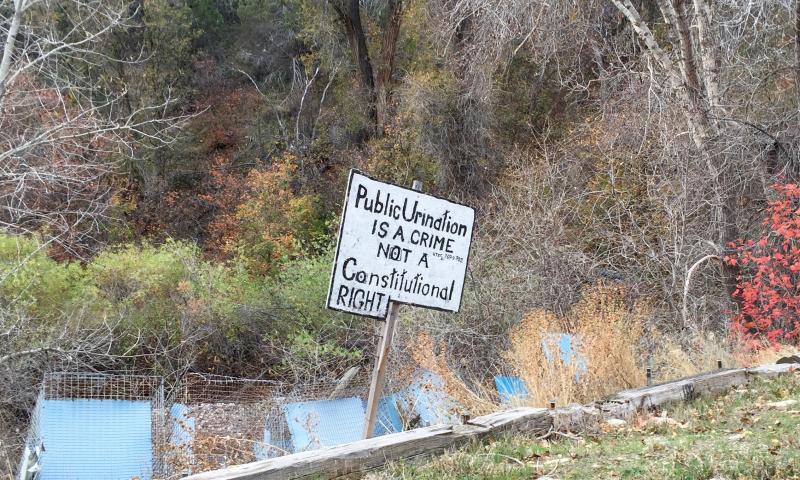 Public Urination
IS A CRIME
NOT A
Constitutional
RIGHT